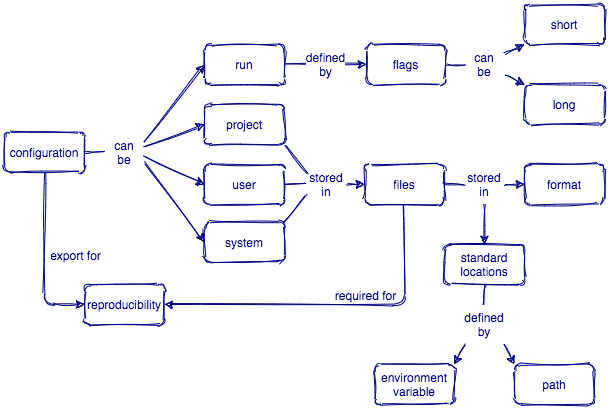 short
run
defined
by
flags
can
be
long
project
configuration
can
be
user
stored
in
files
stored
in
format
system
export for
standard
locations
reproducibility
required for
defined
by
environment
variable
path